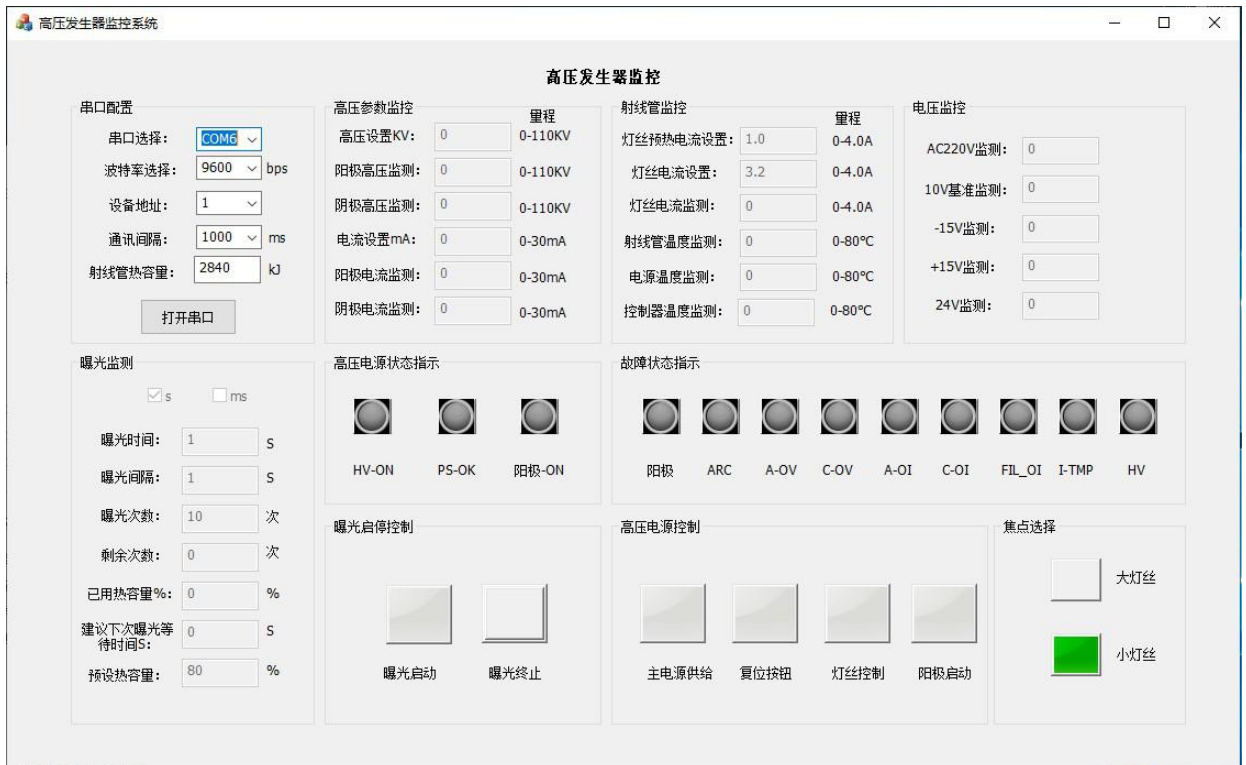 高压发生器监控系统
高压发生器监控
串口配置
串口选择： COM6
波特率选择： 9600 bps
设备地址： 1
通讯间隔： 1000 ms
射线管热容量： 2840 kJ
打开串口
高压参数监控
量程
高压设置KV： 0 0-110KV
阳极高压监测： 0 0-110KV
阴极高压监测： 0 0-110KV
电流设置mA： 0 0-30mA
阳极电流监测： 0 0-30mA
阴极电流监测： 0 0-30mA
射线管监控
量程
灯丝预热电流设置： 1.0 0-4.0A
灯丝电流设置： 3.2 0-4.0A
灯丝电流监测： 0 0-4.0A
射线管温度监测： 0 0-80℃
电源温度监测： 0 0-80℃
控制器温度监测： 0 0-80℃
电压监控
AC220V监测： 0
10V基准监测： 0
-15V监测： 0
+15V监测： 0
24V监测： 0
曝光监测
s ms
曝光时间： 1 S
曝光间隔： 1 S
曝光次数： 10 次
剩余次数： 0 次
已用热容量%： 0 %
建议下次曝光等
待时间S： 0 S
预设热容量： 80 %
高压电源状态指示
HV-ON PS-OK 阳极-ON
故障状态指示
阳极 ARC A-OV C-OV A-OI C-OI FIL_OI I-TMP HV
曝光启停控制
曝光启动 曝光终止
高压电源控制
主电源供给 复位按钮 灯丝控制 阳极启动
焦点选择
大灯丝
小灯丝